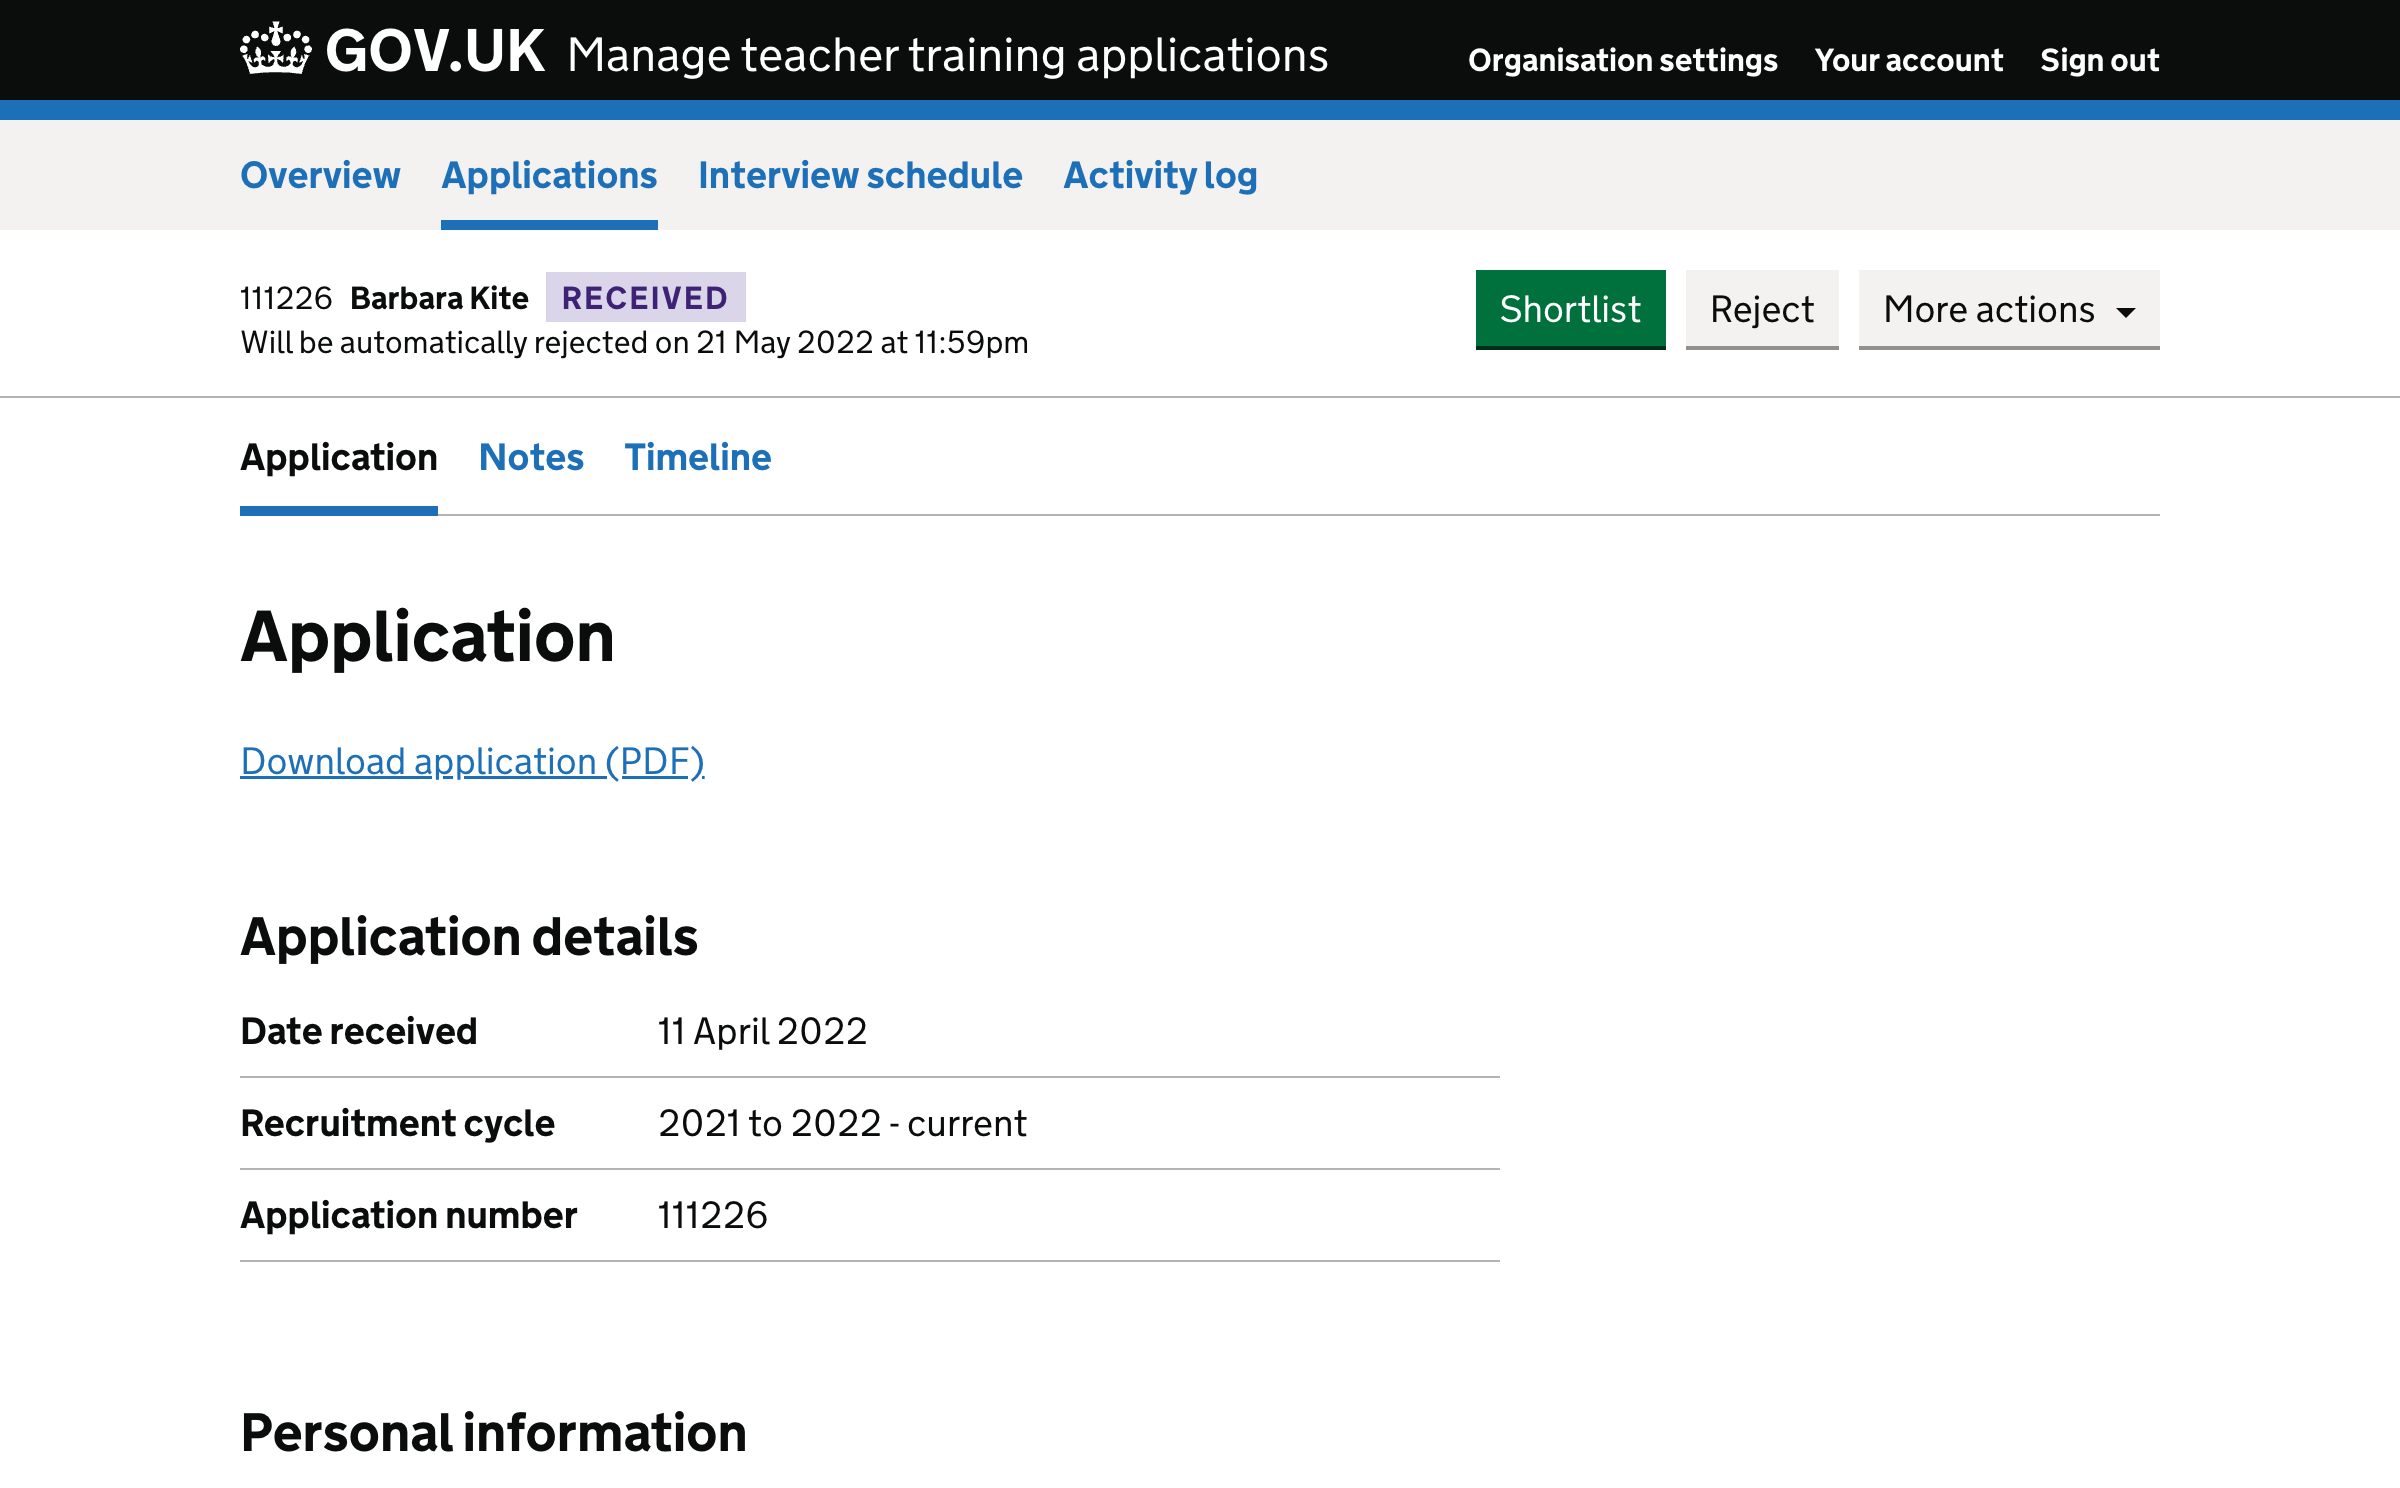 GOV.UK Manage teacher training applications Organisation settings Your account Sign out
Overview Applications Interview schedule Activity log
111226 Barbara Kite RECEIVED
Will be automatically rejected on 21 May 2022 at 11:59pm
Shortlist Reject More actions
Application Notes Timeline
Application
Download application (PDF)
Application details
Date received 11 April 2022
Recruitment cycle 2021 to 2022 - current
Application number 111226
Personal information